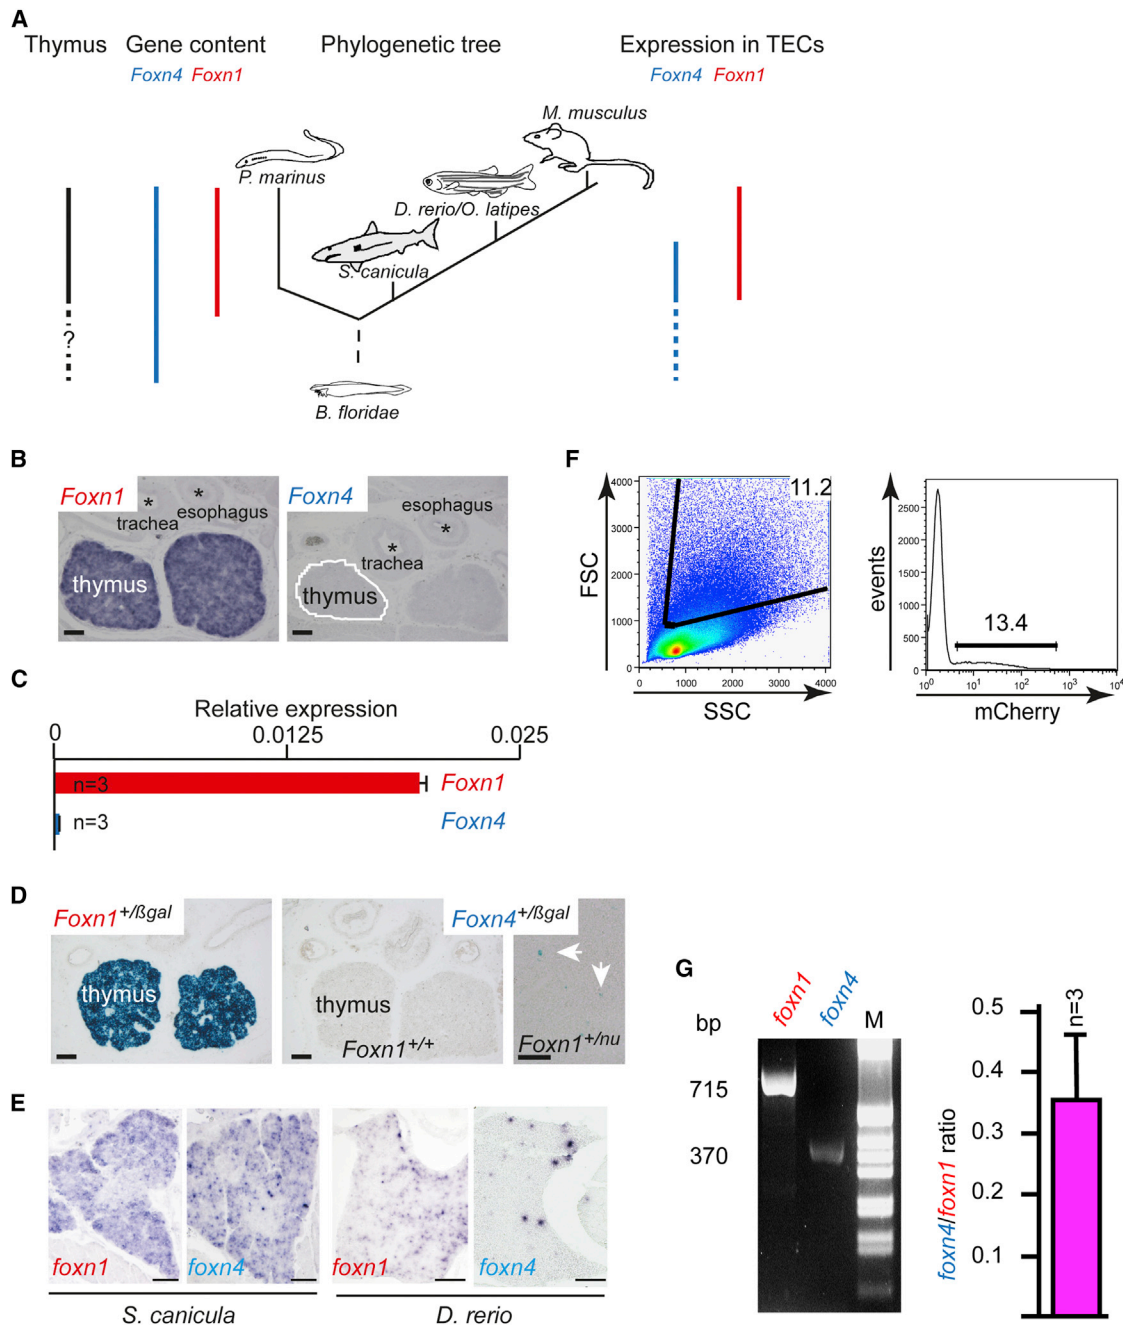 A
Thymus Gene content Phylogenetic tree Expression in TECs
Foxn4 Foxn1 Foxn4 Foxn1
M. musculus
P. marinus
D. rerio/O. latipes
S. canicula
?
B. floridae
B
Foxn1
*
*
trachea
esophagus
thymus
Foxn4
esophagus
*
*
trachea
thymus
C
Relative expression
0 0.0125 0.025
n=3 Foxn1
n=3 Foxn4
D
Foxn1+/ßgal
thymus
Foxn4+/ßgal
thymus
Foxn1+/+
Foxn1+/nu
E
foxn1 foxn4 foxn1 foxn4
S. canicula D. rerio
F
11.2
FSC
4000
3000
2000
1000
0
0 1000 2000 3000 4000
SSC
events
2500
2000
1500
1000
500
0
13.4
10⁰ 10¹ 10² 10³ 10⁴
mCherry
G
bp foxn1 foxn4 M
715
370
foxn4/foxn1 ratio
0.5
0.4
0.3
0.2
0.1
n=3